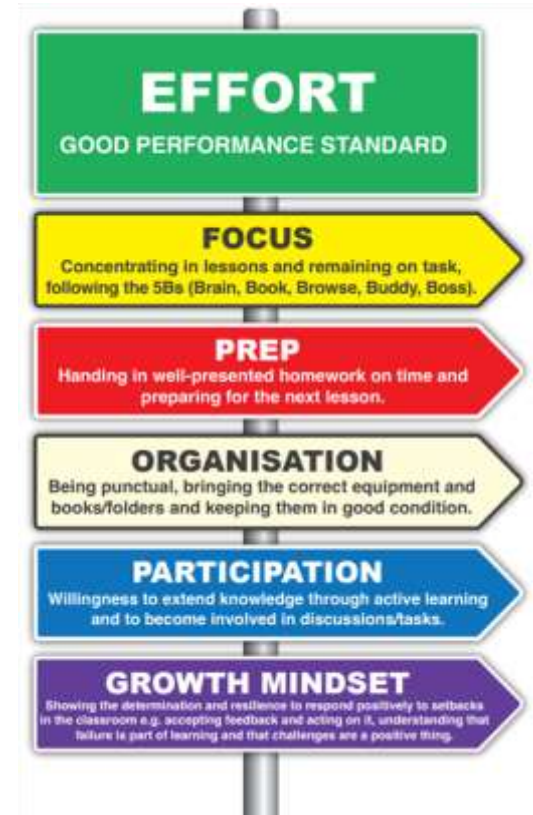 EFFORT
GOOD PERFORMANCE STANDARD
FOCUS
Concentrating in lessons and remaining on task,
following the 5Bs (Brain, Book, Browse, Buddy, Boss).
PREP
Handing in well-presented homework on time and
preparing for the next lesson.
ORGANISATION
Being punctual, bringing the correct equipment and
books/folders and keeping them in good condition.
PARTICIPATION
Willingness to extend knowledge through active learning
and to become involved in discussions/tasks.
GROWTH MINDSET
Showing the determination and resilience to respond positively to setbacks
in the classroom e.g. accepting feedback and acting on it, understanding that
failure is part of learning and that challenges are a positive thing.